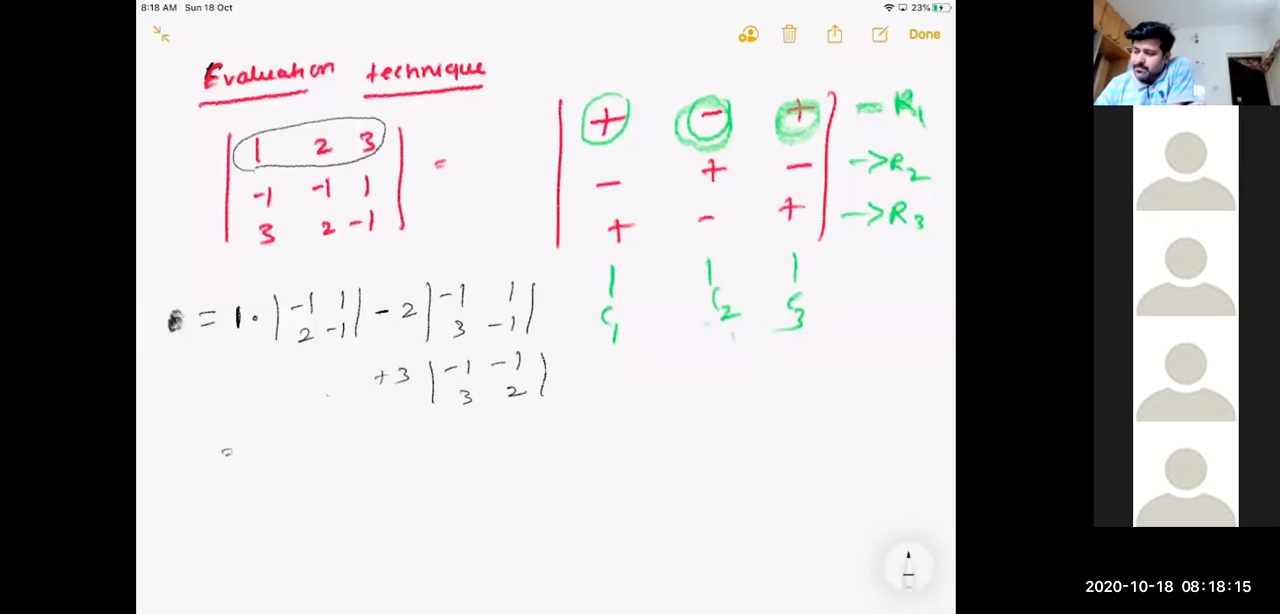 8:18 AM Sun 18 Oct
23%
Done
Evaluation technique
| 1 2 3 |
| -1 -1 1 | =
| 3 2 -1 |
| + - + | - R1
| - + - | -> R2
| + - + | -> R3
| | |
C1 C2 C3
= 1 · | -1 1 | - 2 | -1 1 |
| 2 -1 | | 3 -1 |
+ 3 | -1 -1 |
| 3 2 |
=
2020-10-18 08:18:15